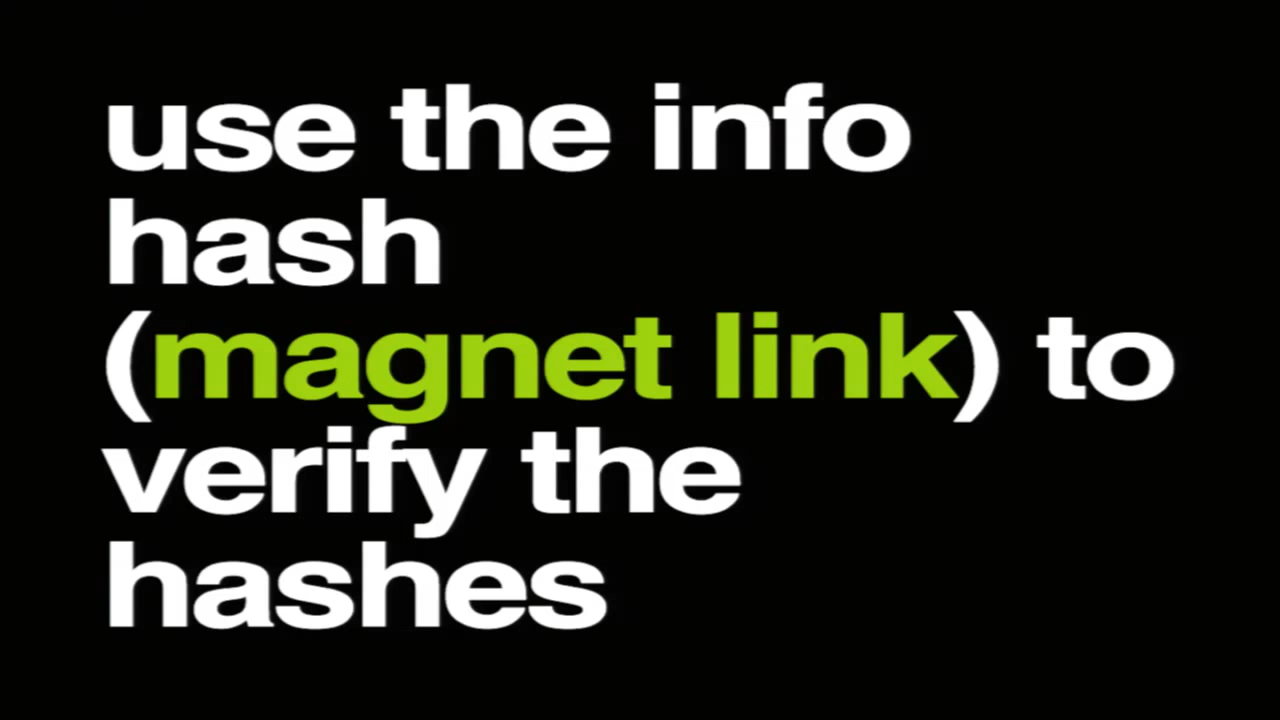 use the info
hash
(magnet link) to
verify the
hashes